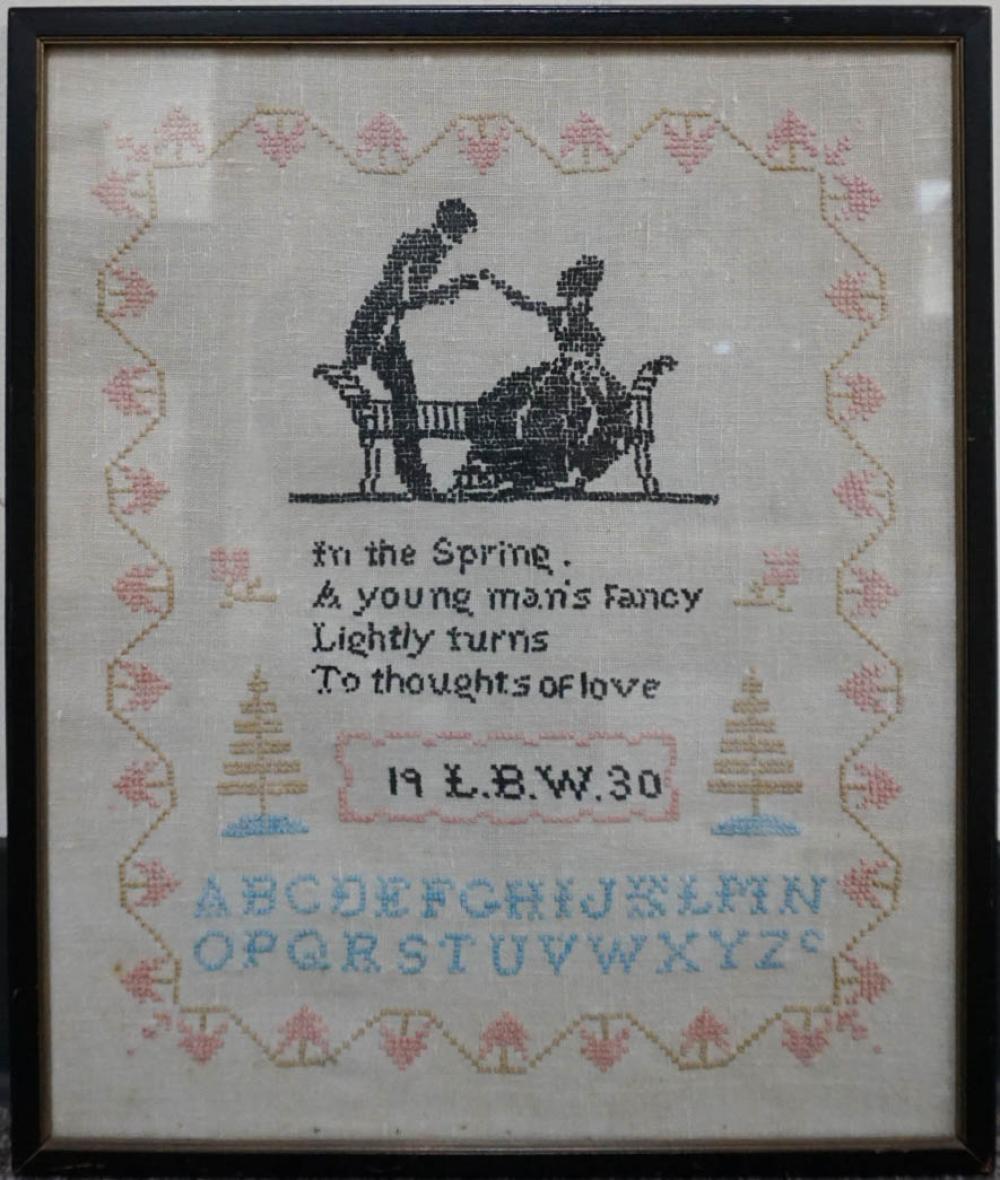 In the Spring.
A young man's Fancy
Lightly turns
To thoughts of love
19 L.B.W. 30
ABCDEFGHIJKLMN
OPQRSTUVWXYZ